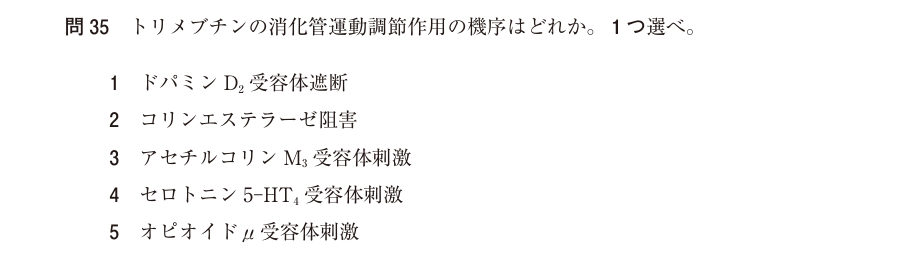 問35 トリメブチンの消化管運動調節作用の機序はどれか。1つ選べ。
1 ドパミン D₂ 受容体遮断
2 コリンエステラーゼ阻害
3 アセチルコリン M₃ 受容体刺激
4 セロトニン 5-HT₄ 受容体刺激
5 オピオイド μ 受容体刺激